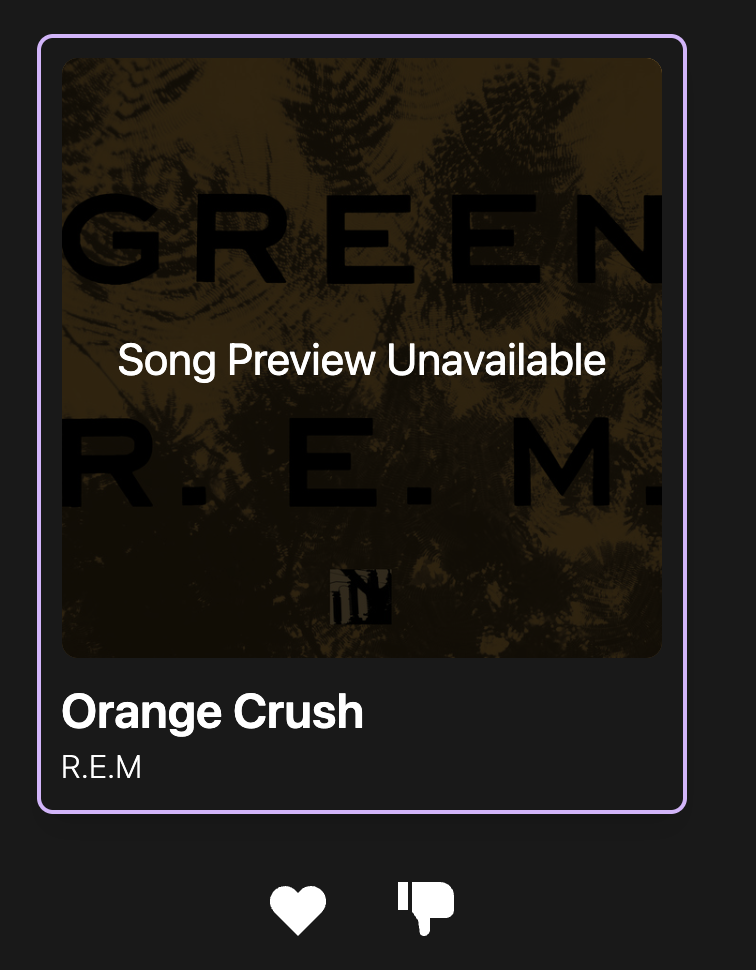 GREEN
Song Preview Unavailable
R. E. M.
Orange Crush
R.E.M